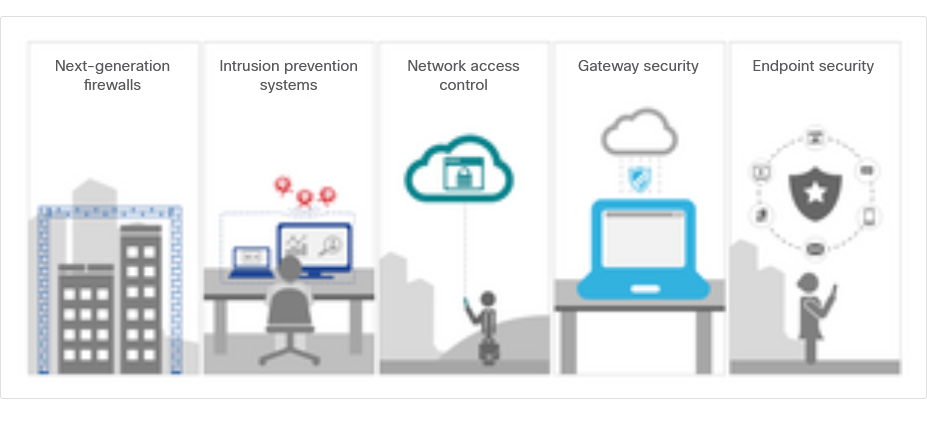 Next-generation
firewalls
Intrusion prevention
systems
Network access
control
Gateway security
Endpoint security